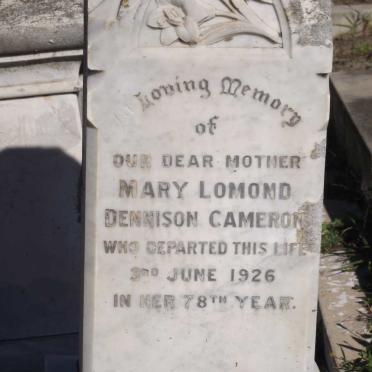 In Loving Memory
of
OUR DEAR MOTHER
MARY LOMOND
DENNISON CAMERON
WHO DEPARTED THIS LIFE
3RD JUNE 1926
IN HER 78TH YEAR.